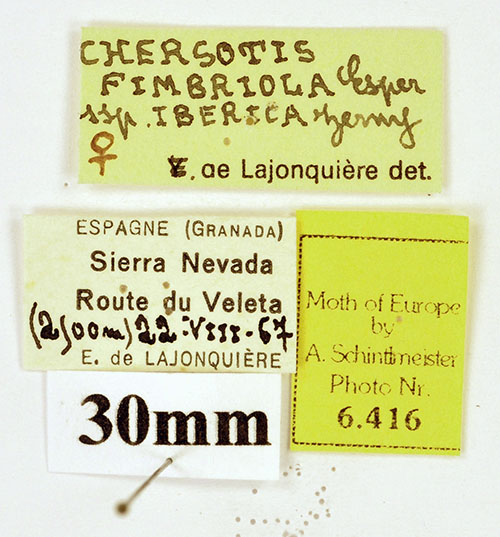 CHERSOTIS
FIMBRIOLA Esper
ssp. IBERICA Zerny
♀
Y. de Lajonquière det.
ESPAGNE (GRANADA)
Sierra Nevada
Route du Veleta
(2500m) 22-VIII-67
E. de LAJONQUIÈRE
30mm
Moth of Europe
by
A. Schintlmeister
Photo Nr.
6.416